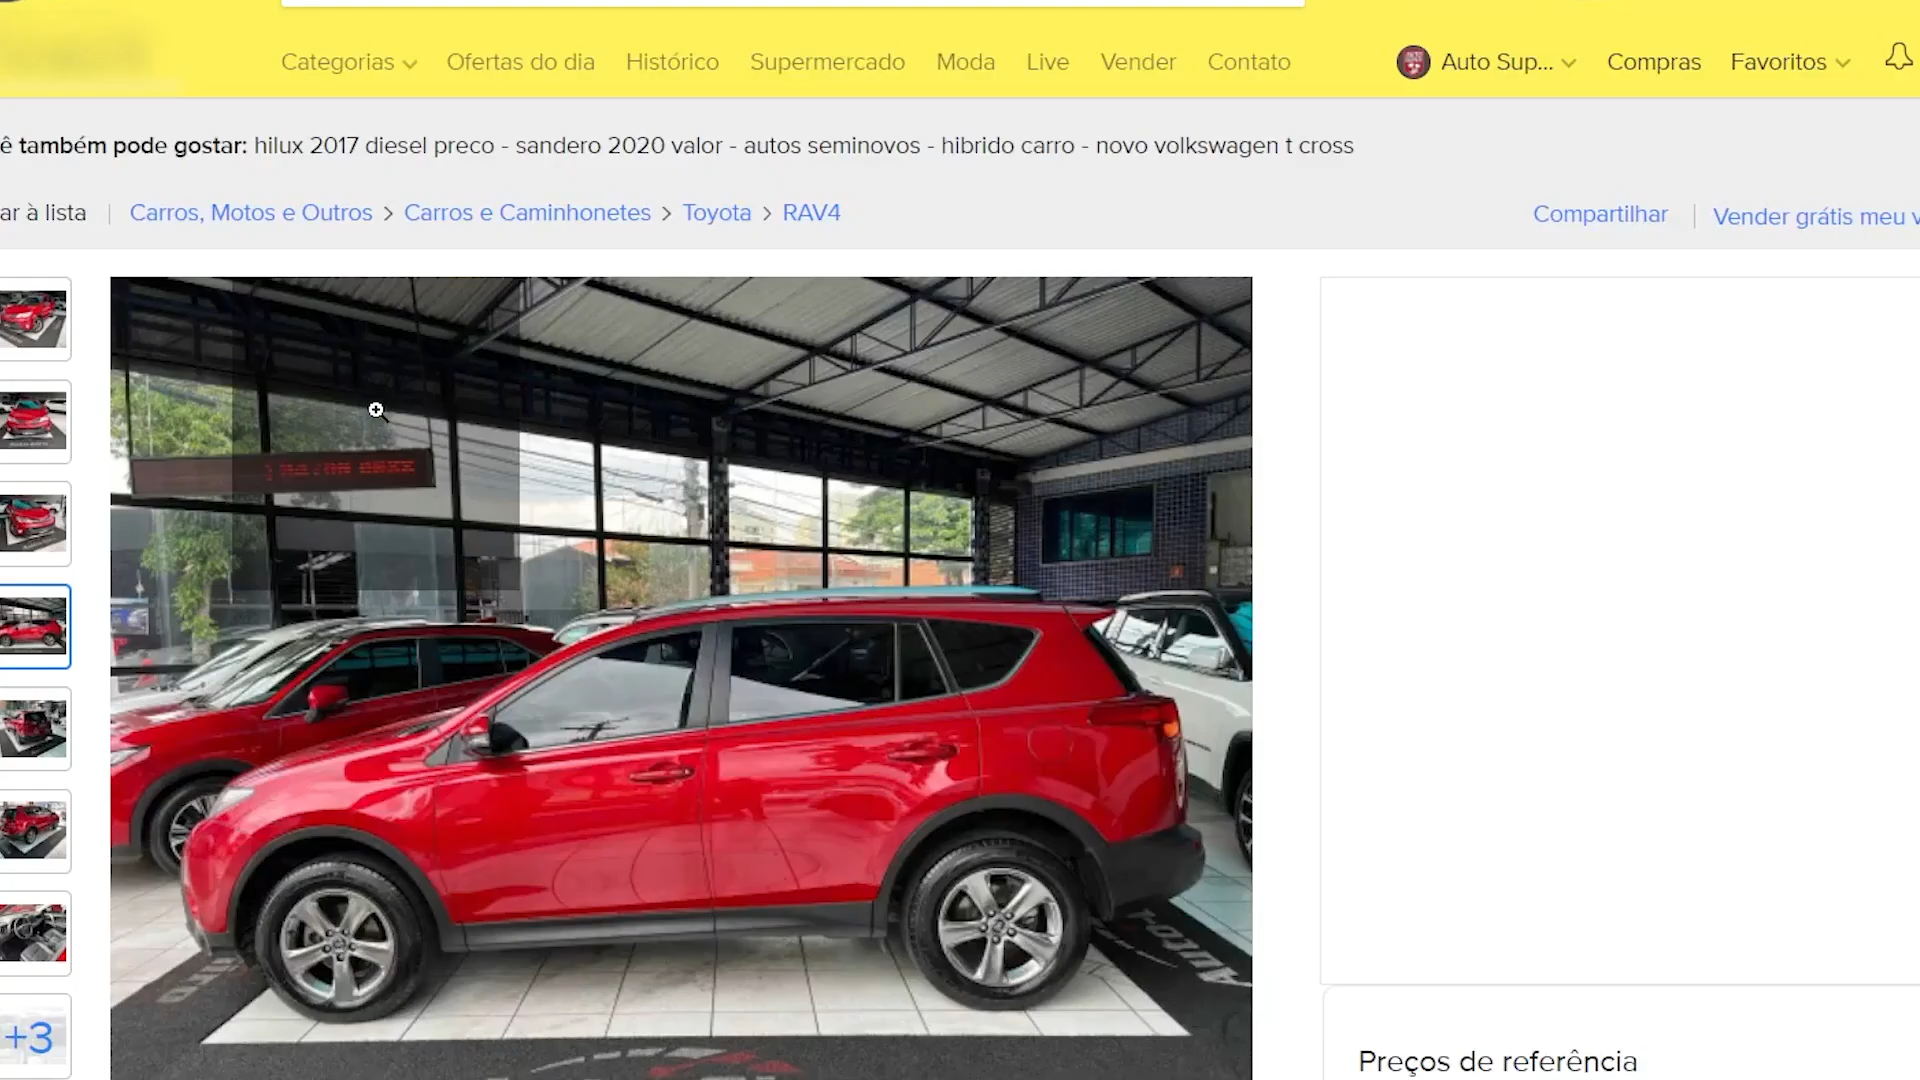 Categorias
Ofertas do dia
Histórico
Supermercado
Moda
Live
Vender
Contato
Auto Sup...
Compras
Favoritos
ê também pode gostar: hilux 2017 diesel preco - sandero 2020 valor - autos seminovos - hibrido carro - novo volkswagen t cross
ar à lista
Carros, Motos e Outros > Carros e Caminhonetes > Toyota > RAV4
Compartilhar
Vender grátis meu v
+3
AUTO
Preços de referência